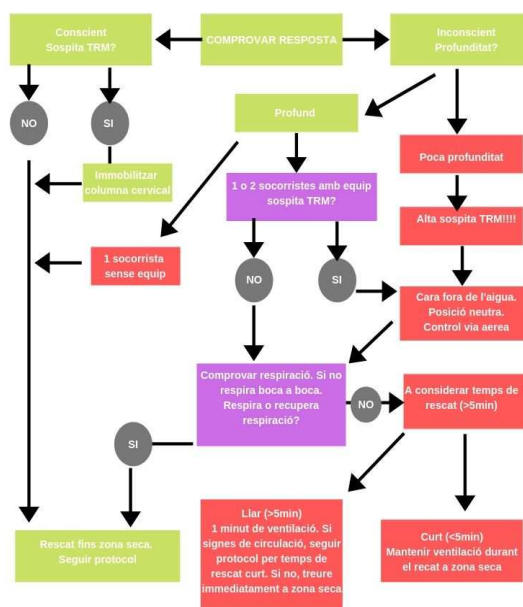 Conscient
Sospita TRM?
COMPROVAR RESPOSTA
Inconscient
Profunditat?
NO
SI
Profund
Poca profunditat
Immobilitzar
columna cervical
1 o 2 socorristes amb equip
sospita TRM?
Alta sospita TRM!!!!
1 socorrista
sense equip
NO
SI
Cara fora de l'aigua.
Posició neutra.
Control via aerea
Comprovar respiració. Si no
respira boca a boca.
Respira o recupera
respiració?
NO
A considerar temps de
rescat (>5min)
SI
Rescat fins zona seca.
Seguir protocol
Llar (>5min)
1 minut de ventilació. Si
signes de circulació, seguir
protocol per temps de
rescat curt. Si no, treure
immediatament a zona seca
Curt (<5min)
Mantenir ventilació durant
el recat a zona seca